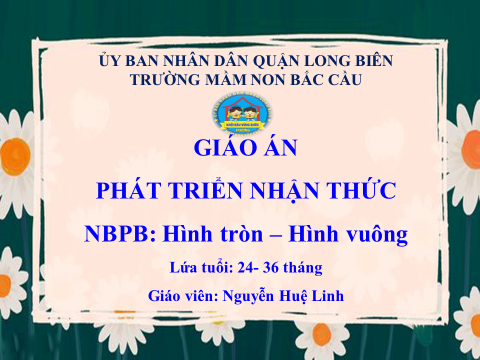 ỦY BAN NHÂN DÂN QUẬN LONG BIÊN
TRƯỜNG MẦM NON BẮC CẦU
GIÁO ÁN
PHÁT TRIỂN NHẬN THỨC
NBPB: Hình tròn – Hình vuông
Lứa tuổi: 24- 36 tháng
Giáo viên: Nguyễn Huệ Linh